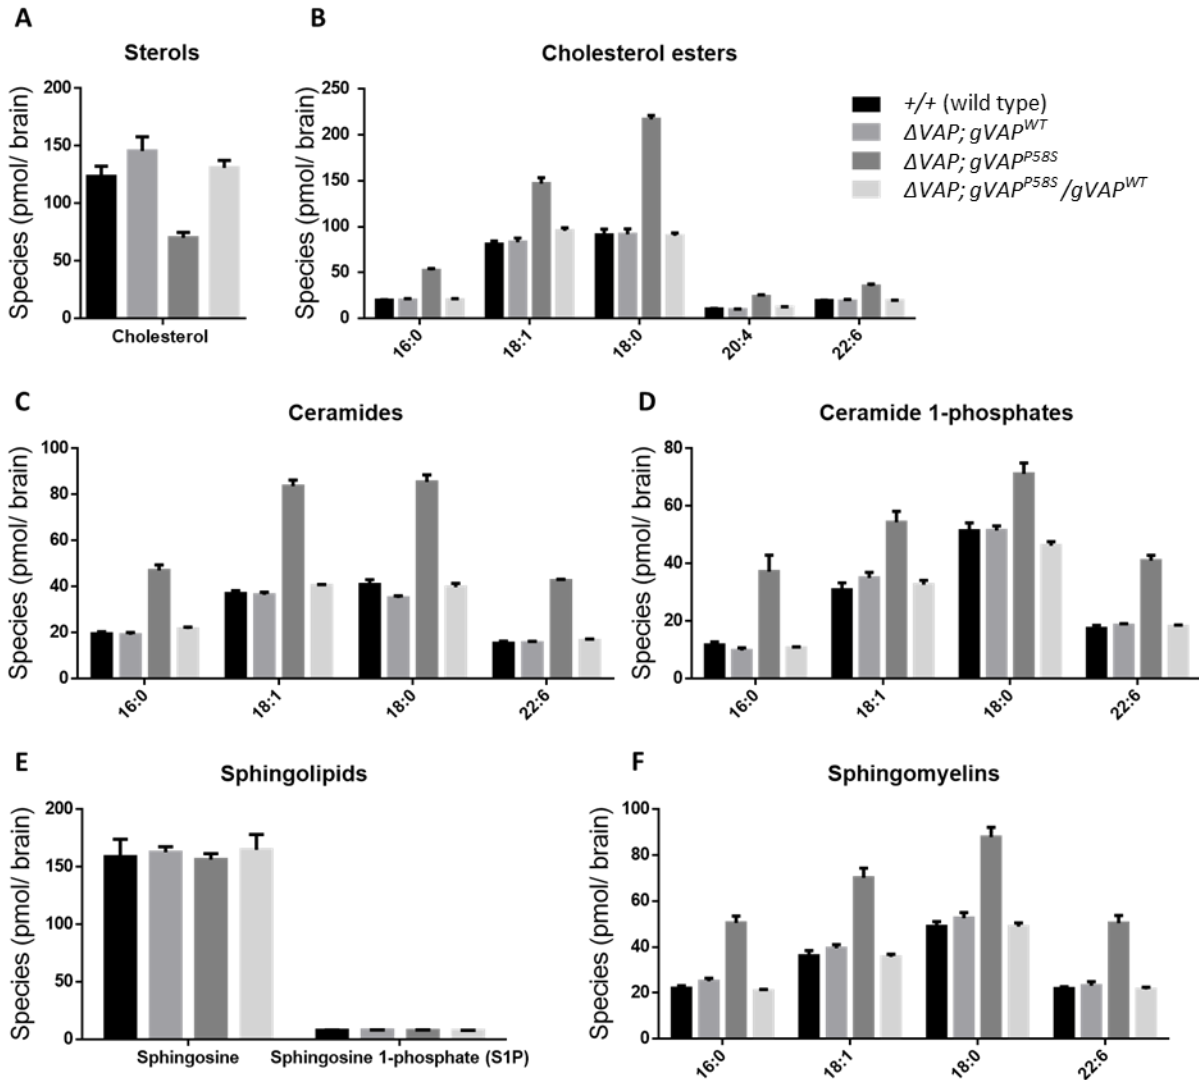 A
B
Sterols
Cholesterol esters
Species (pmol/ brain)
200
150
100
50
0
Cholesterol
Species (pmol/ brain)
250
200
150
100
50
0
16:0
18:1
18:0
20:4
22:6
+/+ (wild type)
ΔVAP; gVAP^WT
ΔVAP; gVAP^P58S
ΔVAP; gVAP^P58S /gVAP^WT
C
Ceramides
Species (pmol/ brain)
100
80
60
40
20
0
16:0
18:1
18:0
22:6
D
Ceramide 1-phosphates
Species (pmol/ brain)
80
60
40
20
0
16:0
18:1
18:0
22:6
E
Sphingolipids
Species (pmol/ brain)
200
150
100
50
0
Sphingosine
Sphingosine 1-phosphate (S1P)
F
Sphingomyelins
Species (pmol/ brain)
100
80
60
40
20
0
16:0
18:1
18:0
22:6